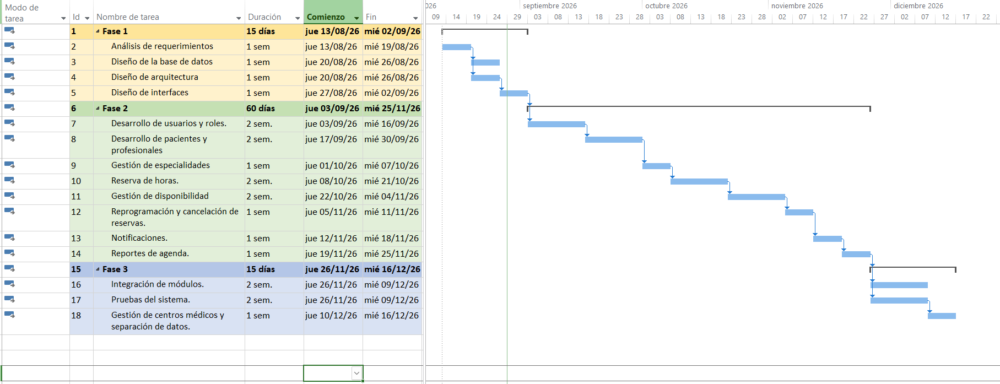 Modo de tarea Id Nombre de tarea Duración Comienzo Fin
026 septiembre 2026 octubre 2026 noviembre 2026 diciembre 2026
09 14 19 24 29 03 08 13 18 23 28 03 08 13 18 23 28 02 07 12 17 22 27 02 07 12 17 22
1 Fase 1 15 días jue 13/08/26 mié 02/09/26
2 Análisis de requerimientos 1 sem jue 13/08/26 mié 19/08/26
3 Diseño de la base de datos 1 sem jue 20/08/26 mié 26/08/26
4 Diseño de arquitectura 1 sem jue 20/08/26 mié 26/08/26
5 Diseño de interfaces 1 sem jue 27/08/26 mié 02/09/26
6 Fase 2 60 días jue 03/09/26 mié 25/11/26
7 Desarrollo de usuarios y roles. 2 sem. jue 03/09/26 mié 16/09/26
8 Desarrollo de pacientes y profesionales 2 sem. jue 17/09/26 mié 30/09/26
9 Gestión de especialidades 1 sem jue 01/10/26 mié 07/10/26
10 Reserva de horas. 2 sem. jue 08/10/26 mié 21/10/26
11 Gestión de disponibilidad 2 sem. jue 22/10/26 mié 04/11/26
12 Reprogramación y cancelación de reservas. 1 sem jue 05/11/26 mié 11/11/26
13 Notificaciones. 1 sem jue 12/11/26 mié 18/11/26
14 Reportes de agenda. 1 sem jue 19/11/26 mié 25/11/26
15 Fase 3 15 días jue 26/11/26 mié 16/12/26
16 Integración de módulos. 2 sem. jue 26/11/26 mié 09/12/26
17 Pruebas del sistema. 2 sem. jue 26/11/26 mié 09/12/26
18 Gestión de centros médicos y separación de datos. 1 sem jue 10/12/26 mié 16/12/26